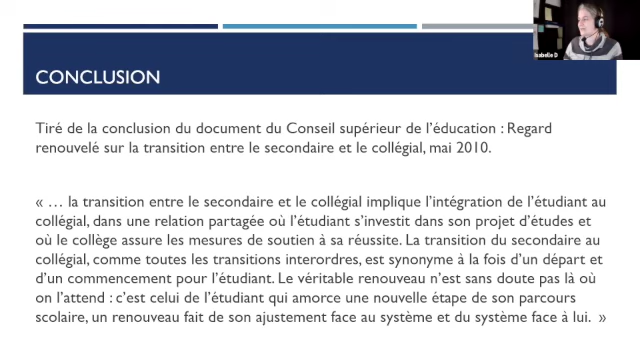 Isabelle D
CONCLUSION
Tiré de la conclusion du document du Conseil supérieur de l'éducation : Regard
renouvelé sur la transition entre le secondaire et le collégial, mai 2010.
« … la transition entre le secondaire et le collégial implique l'intégration de l'étudiant au
collégial, dans une relation partagée où l'étudiant s'investit dans son projet d'études et
où le collège assure les mesures de soutien à sa réussite. La transition du secondaire au
collégial, comme toutes les transitions interordres, est synonyme à la fois d'un départ et
d'un commencement pour l'étudiant. Le véritable renouveau n'est sans doute pas là où
on l'attend : c'est celui de l'étudiant qui amorce une nouvelle étape de son parcours
scolaire, un renouveau fait de son ajustement face au système et du système face à lui. »